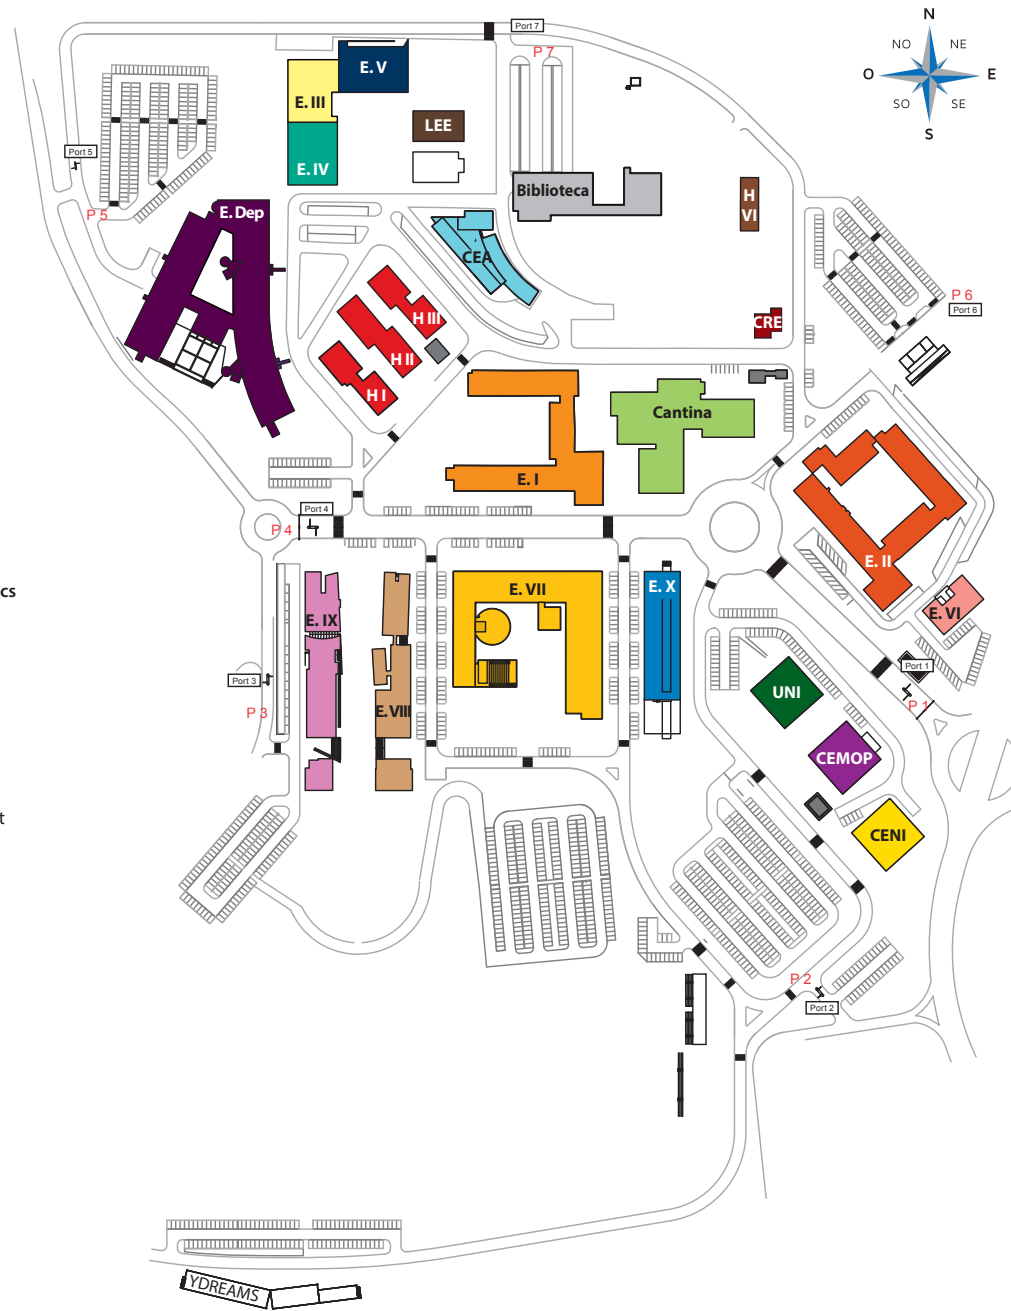 N
NO
NE
O
E
SO
SE
S
Port 7
P 7
E. V
E. III
LEE
E. IV
Port 5
P 5
E. Dep
Biblioteca
H
VI
CEA
P 6
Port 6
CRE
H III
H II
H I
Cantina
E. I
Port 4
P 4
E. II
cs
E. IX
E. VII
E. X
E. VI
Port 1
Port 3
P 3
E. VIII
UNI
P 1
CEMOP
t
CENI
P 2
Port 2
YDREAMS